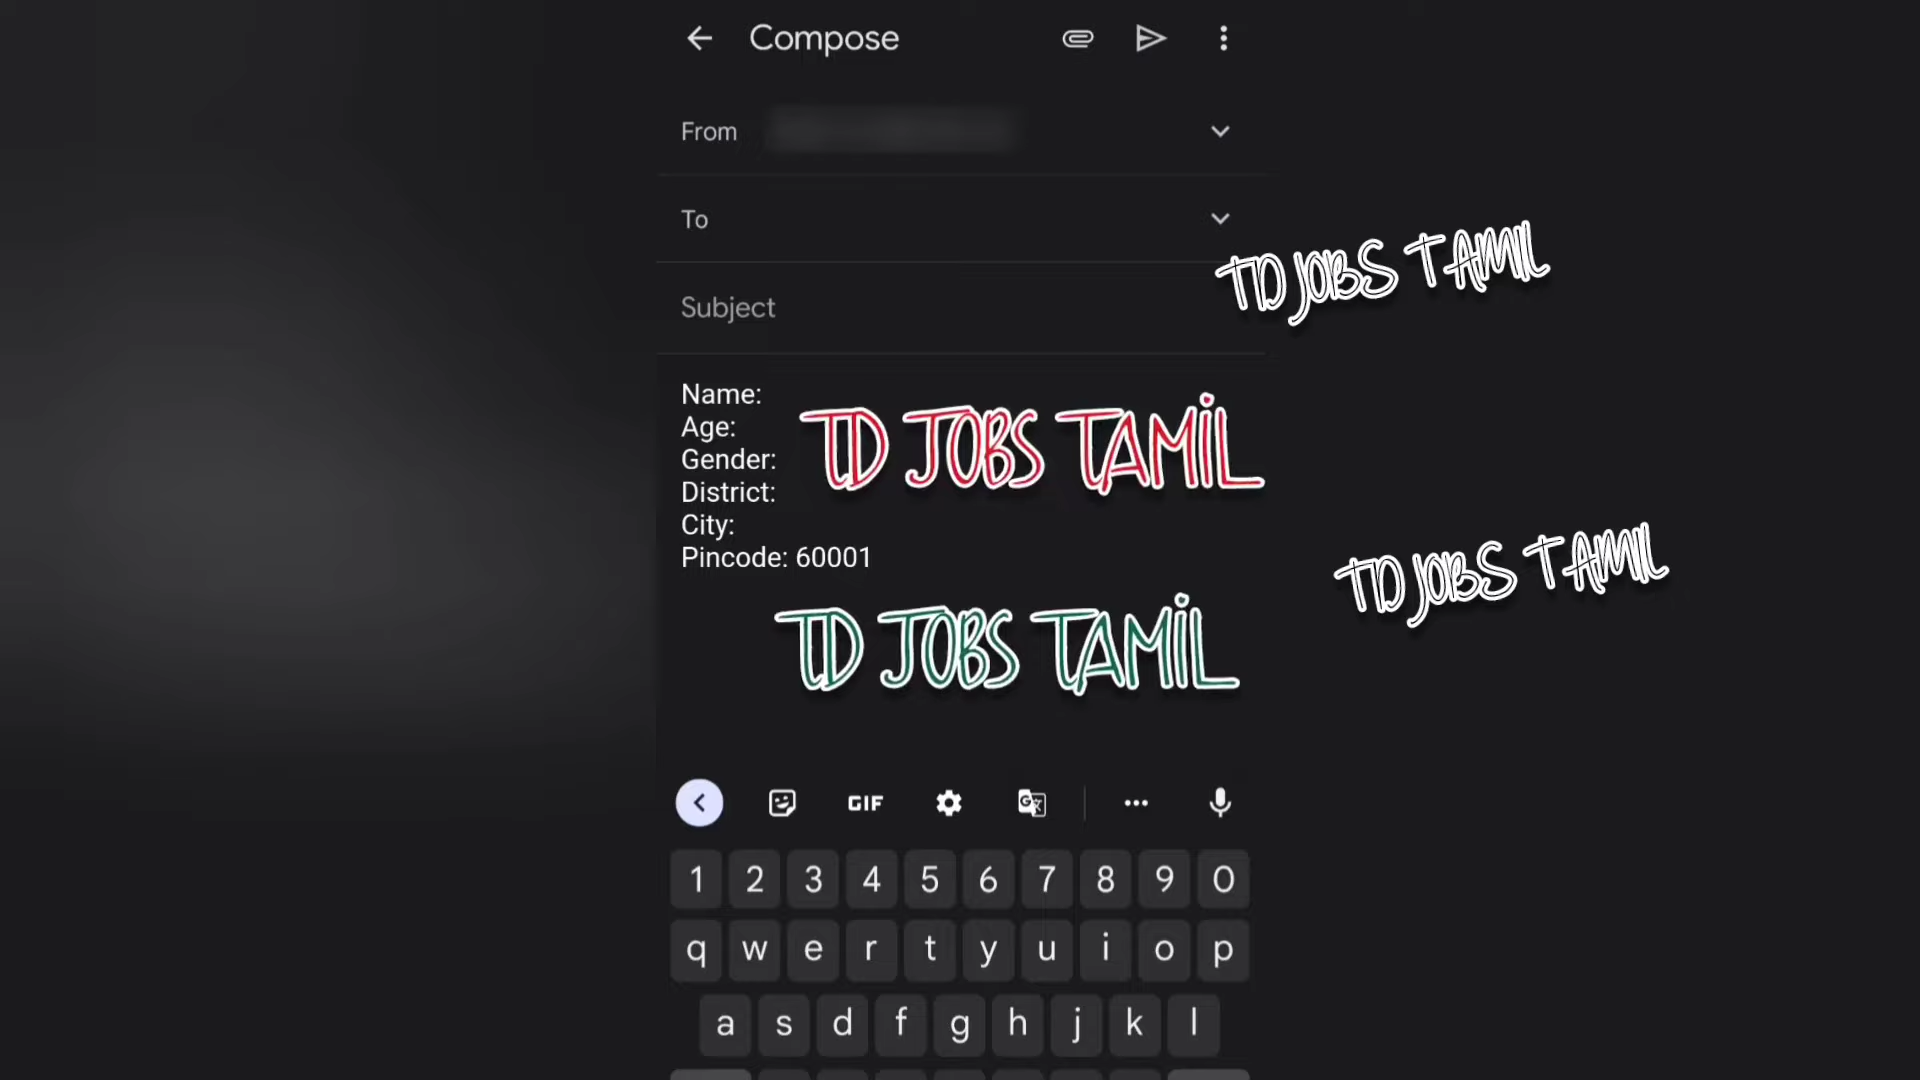 Compose
From
To
TD JOBS TAMIL
Subject
Name:
Age:
Gender:
District:
City:
Pincode: 60001
TD JOBS TAMIL
TD JOBS TAMIL
TD JOBS TAMIL
GIF
1 2 3 4 5 6 7 8 9 0
q w e r t y u i o p
a s d f g h j k l